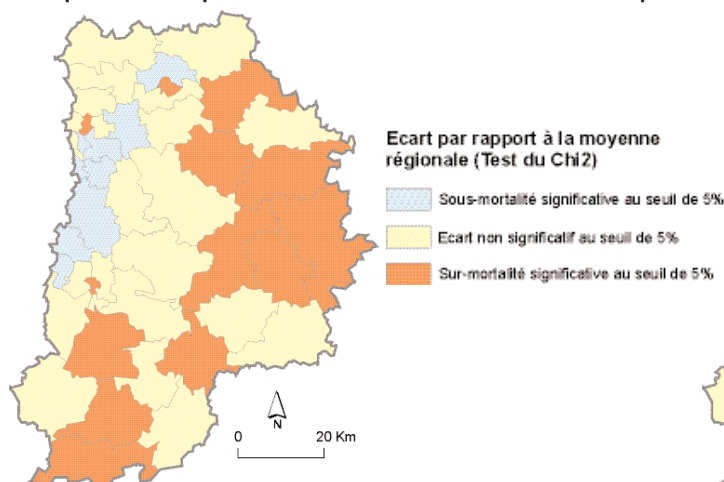 Ecart par rapport à la moyenne
régionale (Test du Chi2)
Sous-mortalité significative au seuil de 5%
Ecart non significatif au seuil de 5%
Sur-mortalité significative au seuil de 5%
N
0 20 Km